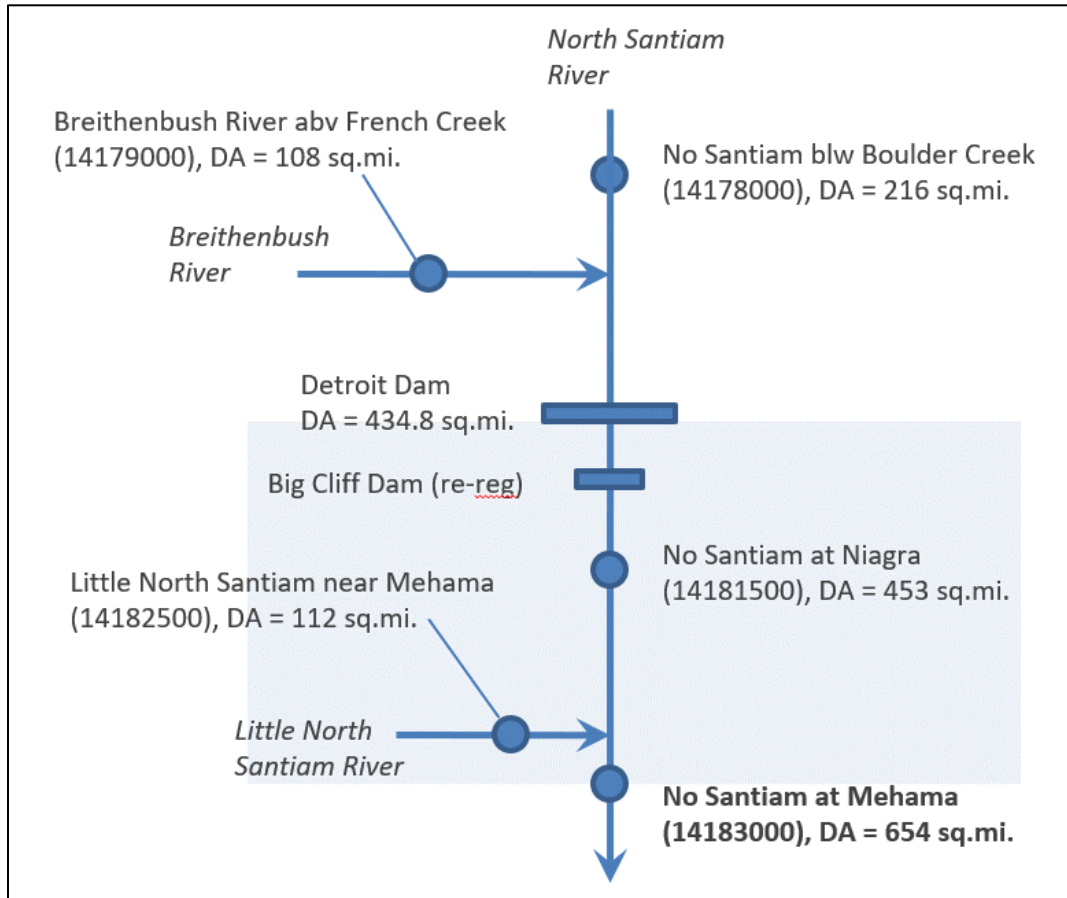 North Santiam
River
Breithenbush River abv French Creek
(14179000), DA = 108 sq.mi.
No Santiam blw Boulder Creek
(14178000), DA = 216 sq.mi.
Breithenbush
River
Detroit Dam
DA = 434.8 sq.mi.
Big Cliff Dam (re-reg)
No Santiam at Niagra
(14181500), DA = 453 sq.mi.
Little North Santiam near Mehama
(14182500), DA = 112 sq.mi.
Little North
Santiam River
No Santiam at Mehama
(14183000), DA = 654 sq.mi.